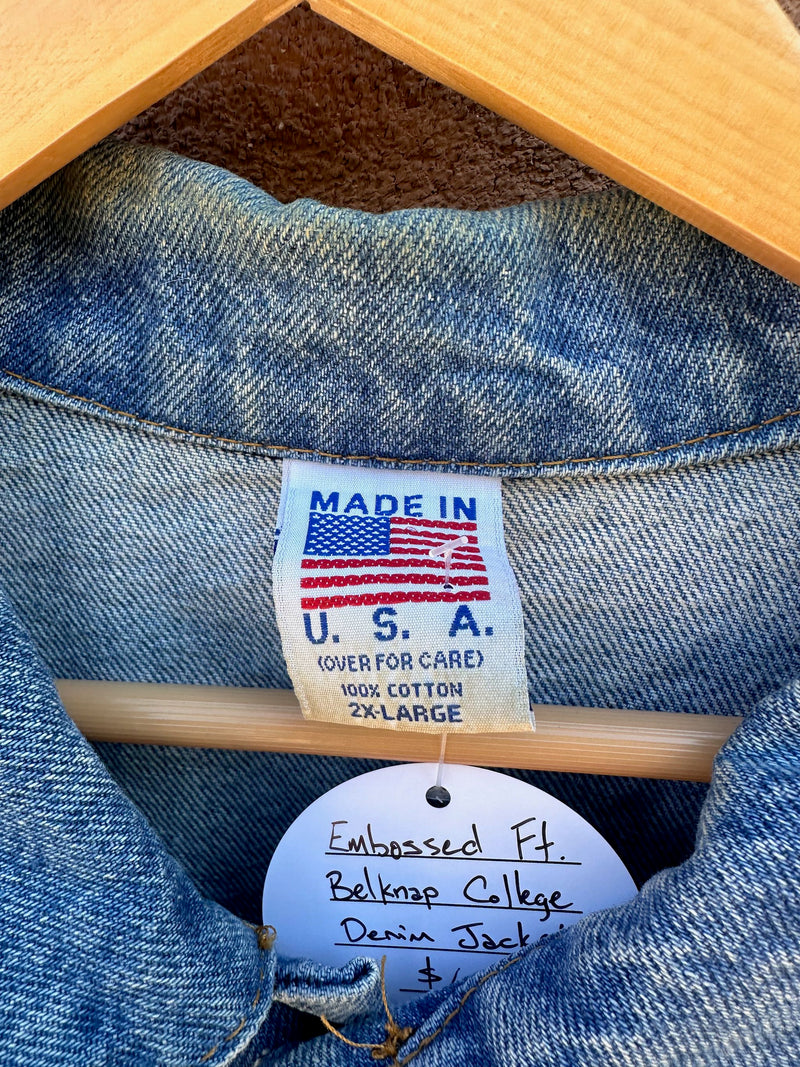 MADE IN
U. S. A.
(OVER FOR CARE)
100% COTTON
2X-LARGE
Embossed Ft.
Belknap College
Denim
$